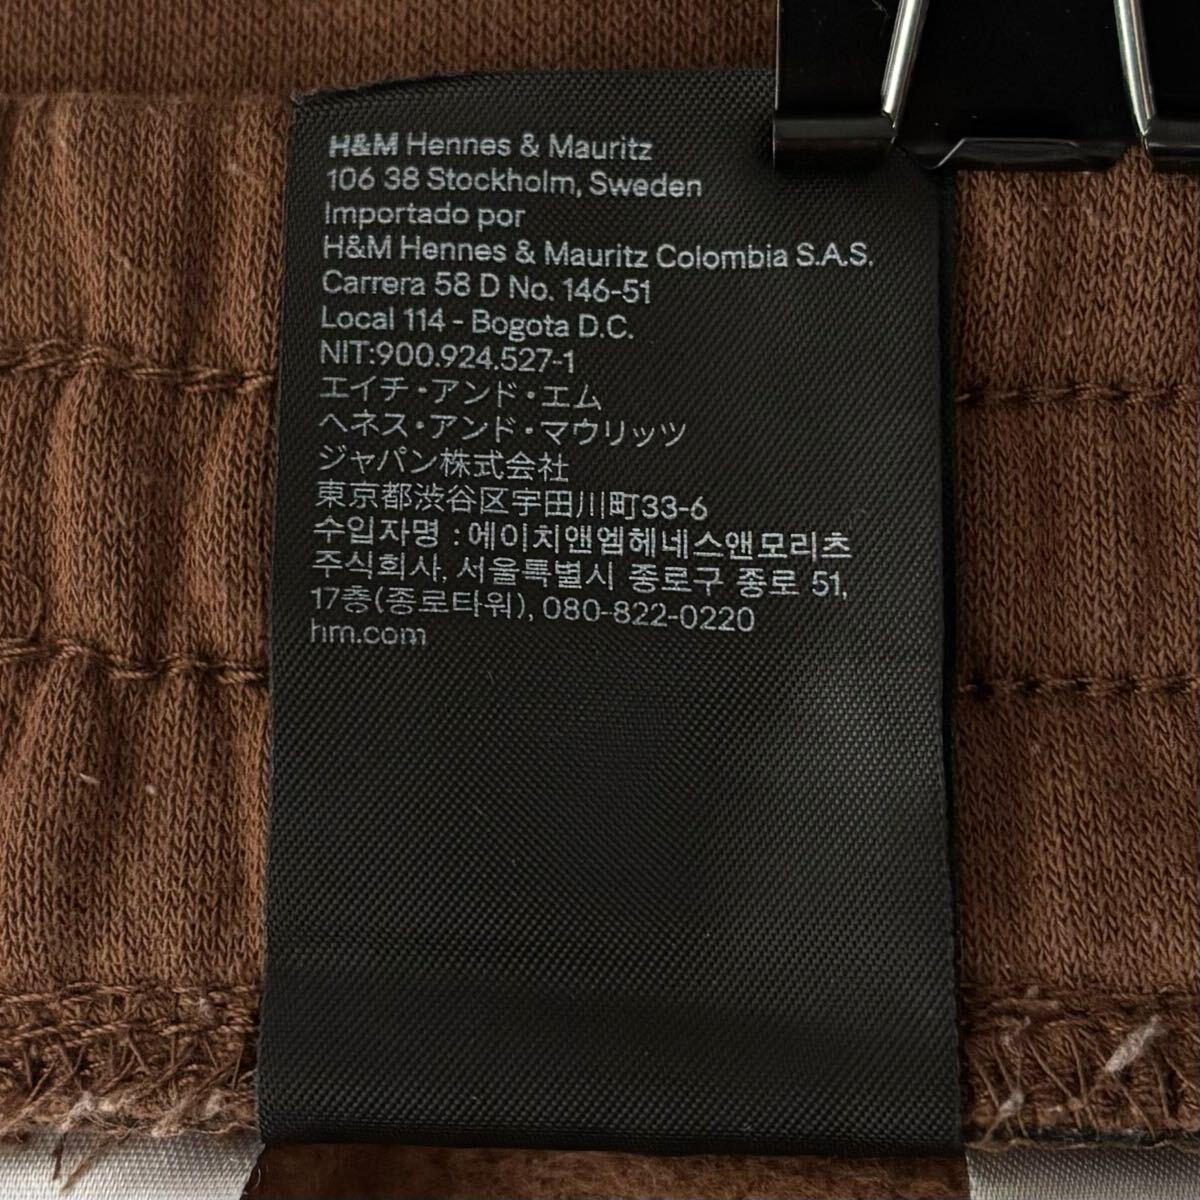 H&M Hennes & Mauritz
106 38 Stockholm, Sweden
Importado por
H&M Hennes & Mauritz Colombia S.A.S.
Carrera 58 D No. 146-51
Local 114 - Bogota D.C.
NIT:900.924.527-1
エイチ・アンド・エム
ヘネス・アンド・マウリッツ
ジャパン株式会社
東京都渋谷区宇田川町33-6
수입자명 : 에이치앤엠헤네스앤모리츠
주식회사, 서울특별시 종로구 종로 51,
17층(종로타워), 080-822-0220
hm.com